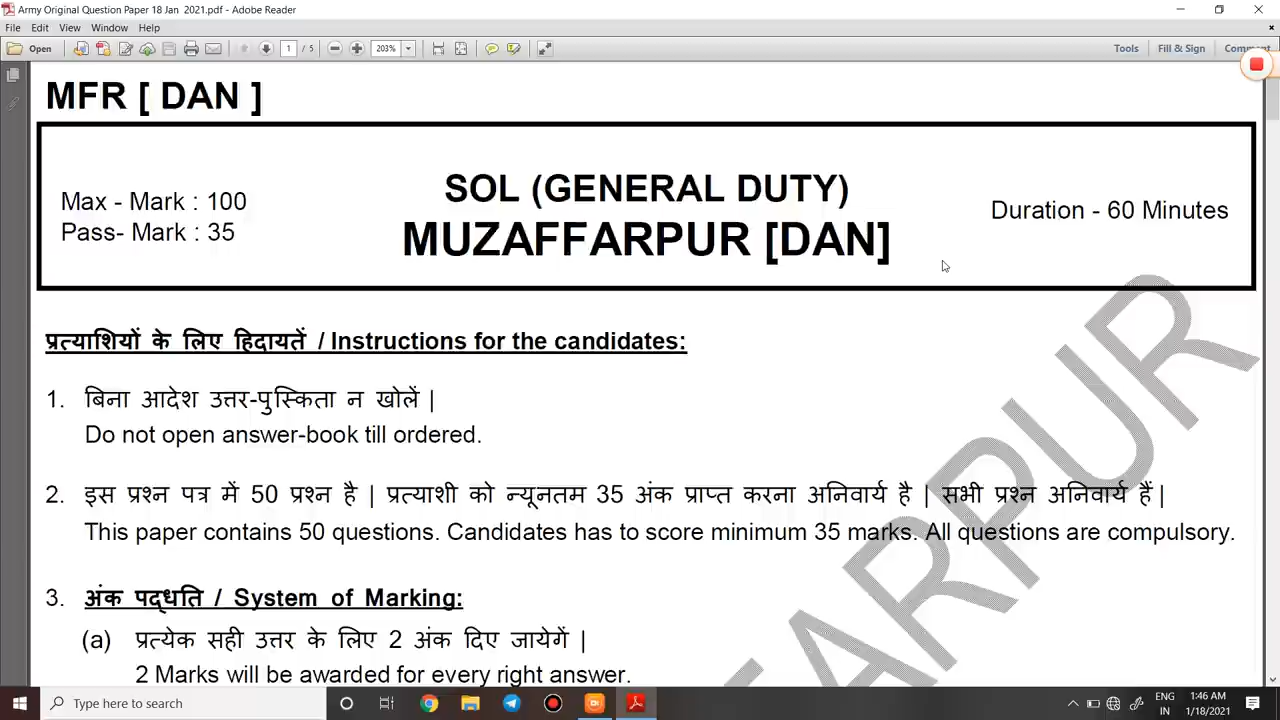 Army Original Question Paper 18 Jan 2021.pdf - Adobe Reader
File Edit View Window Help
Open 1 / 5 203% Tools Fill & Sign Comment
MFR [ DAN ]
SOL (GENERAL DUTY)
Max - Mark : 100
Duration - 60 Minutes
Pass- Mark : 35
MUZAFFARPUR [DAN]
प्रत्याशियों के लिए हिदायतें / Instructions for the candidates:
1. बिना आदेश उत्तर-पुस्किता न खोलें |
Do not open answer-book till ordered.
2. इस प्रश्न पत्र में 50 प्रश्न है | प्रत्याशी को न्यूनतम 35 अंक प्राप्त करना अनिवार्य है | सभी प्रश्न अनिवार्य हैं|
This paper contains 50 questions. Candidates has to score minimum 35 marks. All questions are compulsory.
3. अंक पद्धति / System of Marking:
(a) प्रत्येक सही उत्तर के लिए 2 अंक दिए जायेगें |
2 Marks will be awarded for every right answer.
FARPUR
Type here to search
ENG 1:46 AM
IN 1/18/2021